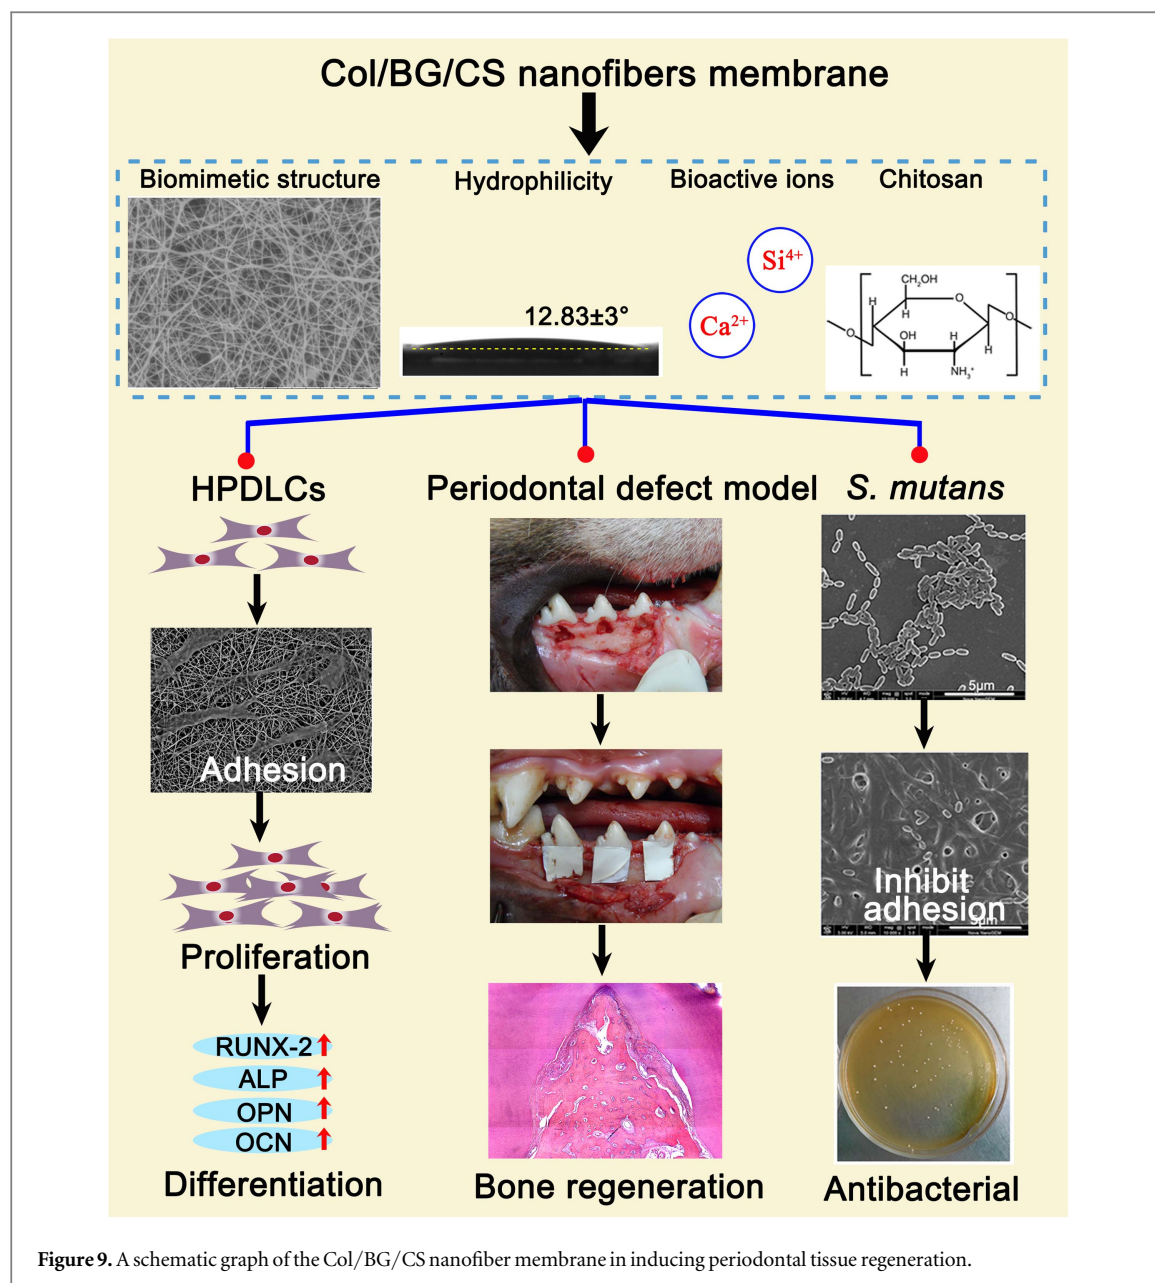 Col/BG/CS nanofibers membrane
Biomimetic structure
Hydrophilicity
Bioactive ions
Chitosan
12.83±3°
Si⁴⁺
Ca²⁺
CH₂OH
H
O
H
O
O
OH
H
H
H
NH₃⁺
HPDLCs
Periodontal defect model
S. mutans
Adhesion
5μm
Inhibit
adhesion
5μm
Proliferation
RUNX-2
ALP
OPN
OCN
Differentiation
Bone regeneration
Antibacterial
Figure 9. A schematic graph of the Col/BG/CS nanofiber membrane in inducing periodontal tissue regeneration.